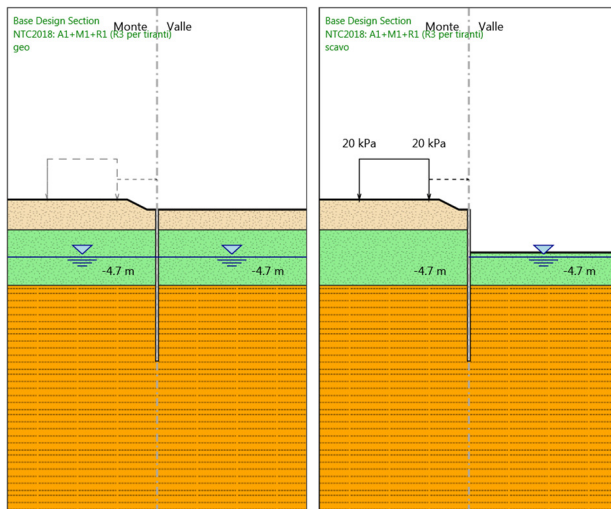 Base Design Section
NTC2018: A1+M1+R1 (R3 per tiranti)
geo
Monte
Valle
-4.7 m
-4.7 m
Base Design Section
NTC2018: A1+M1+R1 (R3 per tiranti)
scavo
Monte
Valle
20 kPa
20 kPa
-4.7 m
-4.7 m